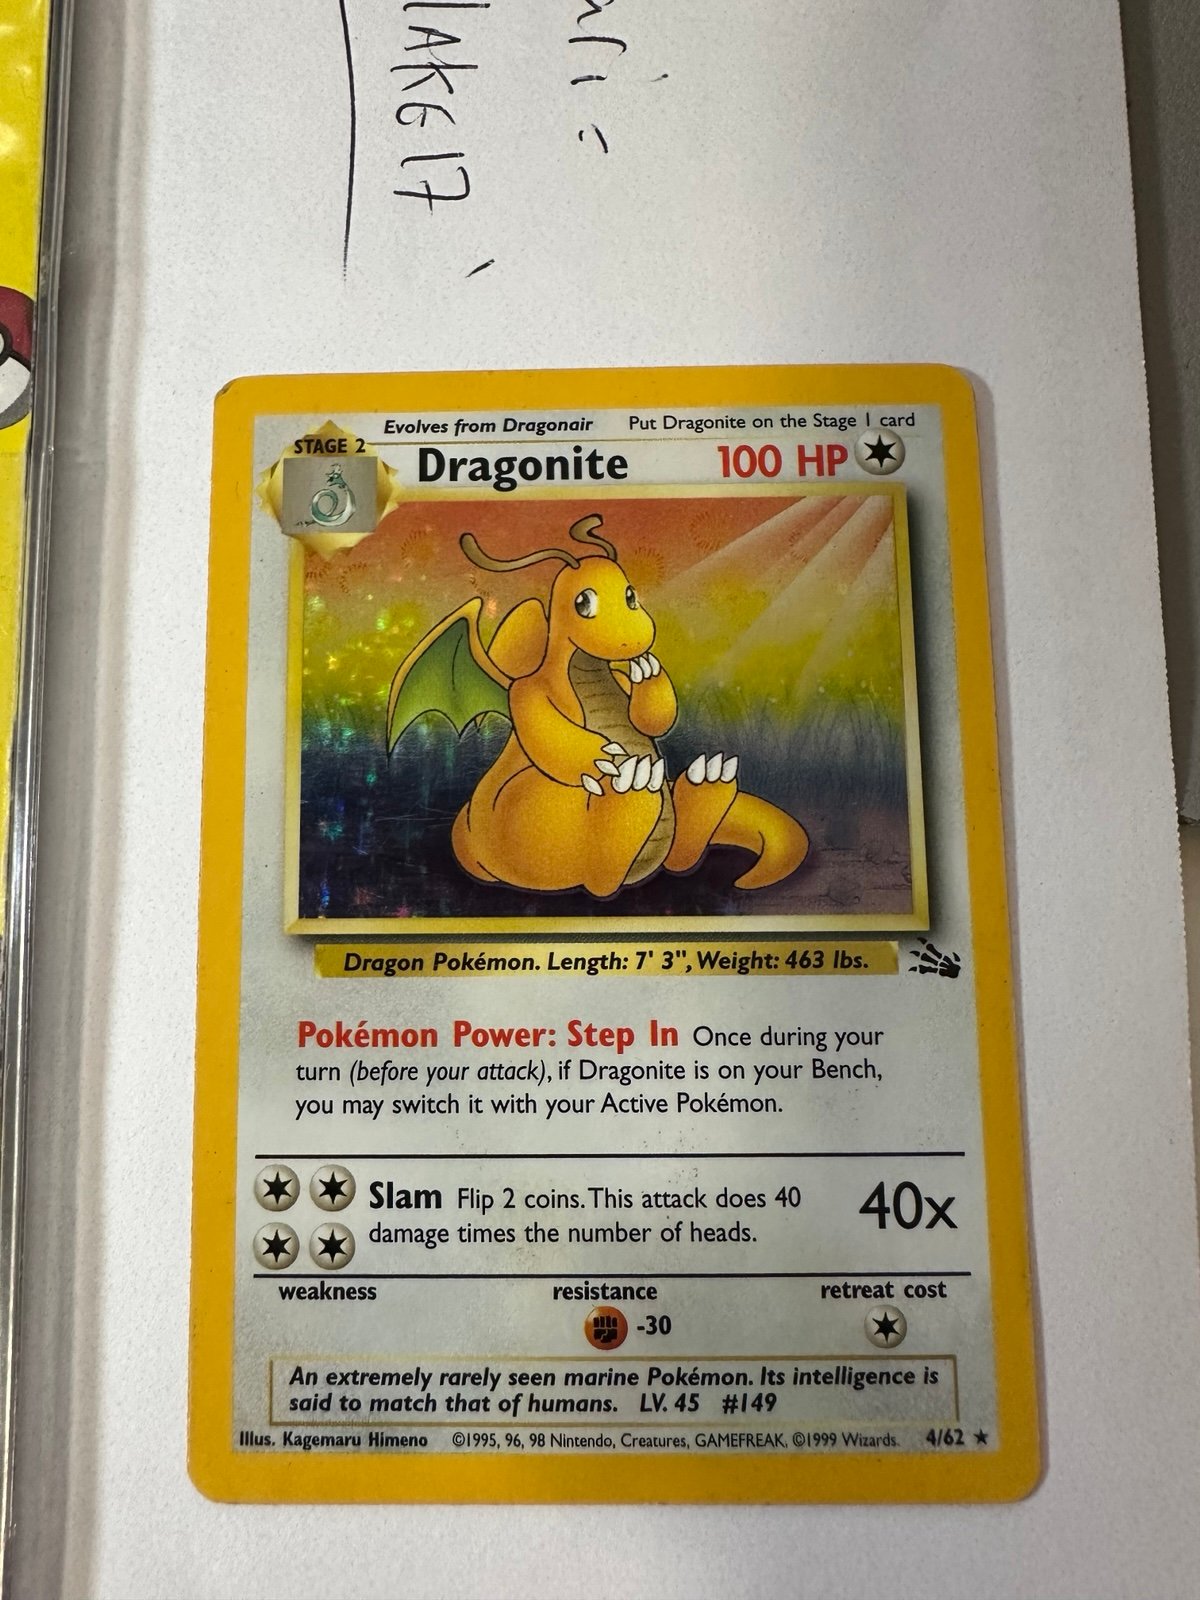 lake17
Evolves from Dragonair Put Dragonite on the Stage 1 card
STAGE 2
Dragonite 100 HP
Dragon Pokémon. Length: 7' 3", Weight: 463 lbs.
Pokémon Power: Step In Once during your
turn (before your attack), if Dragonite is on your Bench,
you may switch it with your Active Pokémon.
Slam Flip 2 coins. This attack does 40
damage times the number of heads.
40x
weakness resistance retreat cost
-30
An extremely rarely seen marine Pokémon. Its intelligence is
said to match that of humans. LV. 45 #149
Illus. Kagemaru Himeno ©1995, 96, 98 Nintendo, Creatures, GAMEFREAK, ©1999 Wizards. 4/62 ★